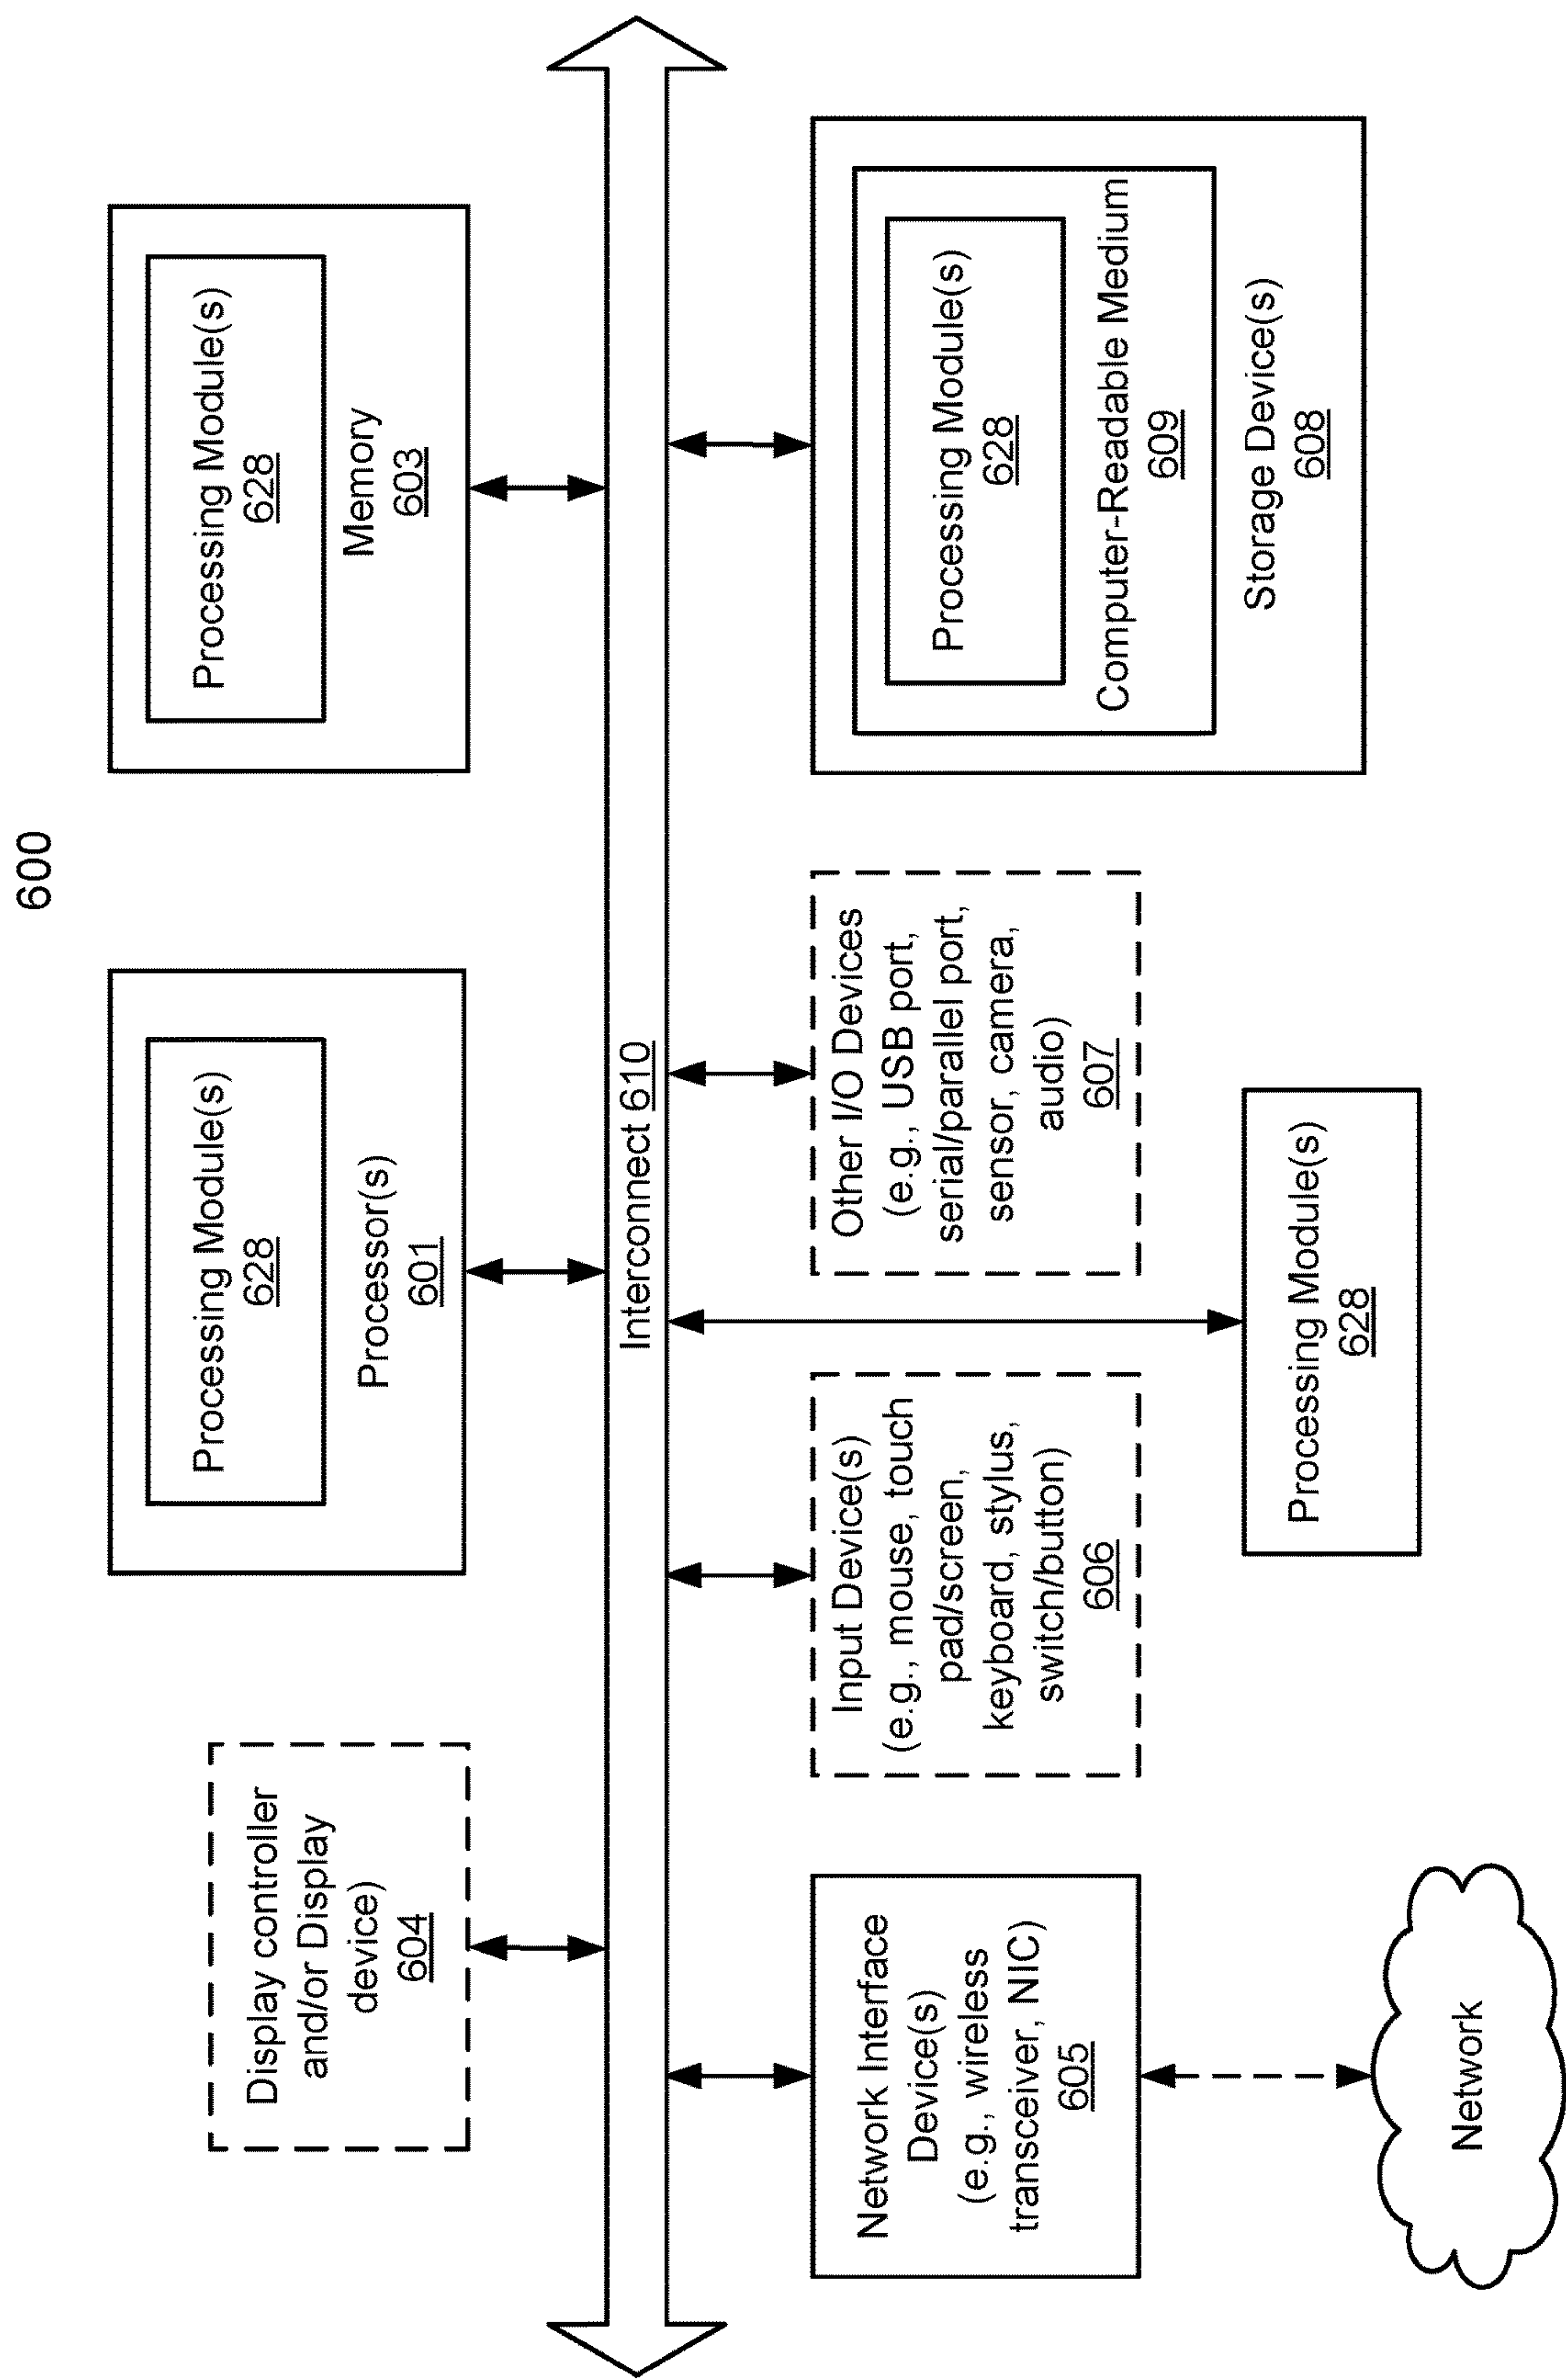 600
Display controller
and/or Display
device)
604
Processing Module(s)
628
Processor(s)
601
Processing Module(s)
628
Memory
603
Interconnect 610
Network Interface
Device(s)
(e.g., wireless
transceiver, NIC)
605
Input Device(s)
(e.g., mouse, touch
pad/screen,
keyboard, stylus,
switch/button)
606
Other I/O Devices
(e.g., USB port,
serial/parallel port,
sensor, camera,
audio)
607
Processing Module(s)
628
Computer-Readable Medium
609
Storage Device(s)
608
Processing Module(s)
628
Network